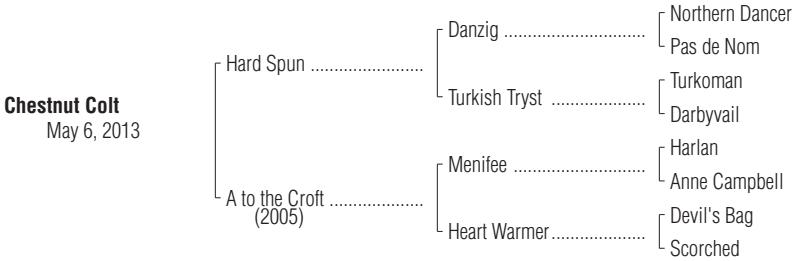 Chestnut Colt
May 6, 2013
Hard Spun ........................
A to the Croft ....................
(2005)
Danzig ..............................
Turkish Tryst ....................
Menifee ............................
Heart Warmer....................
Northern Dancer
Pas de Nom
Turkoman
Darbyvail
Harlan
Anne Campbell
Devil's Bag
Scorched